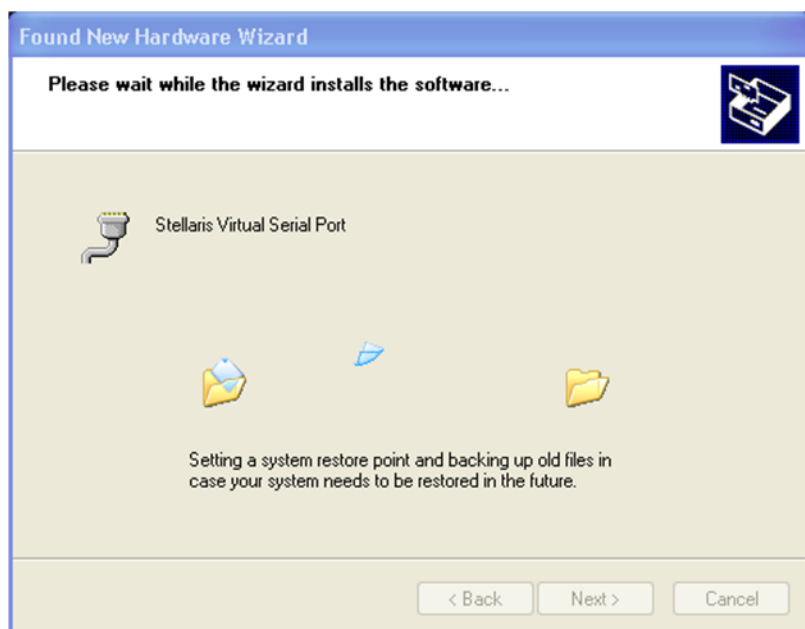 Found New Hardware Wizard
Please wait while the wizard installs the software...
Stellaris Virtual Serial Port
Setting a system restore point and backing up old files in
case your system needs to be restored in the future.
< Back Next > Cancel